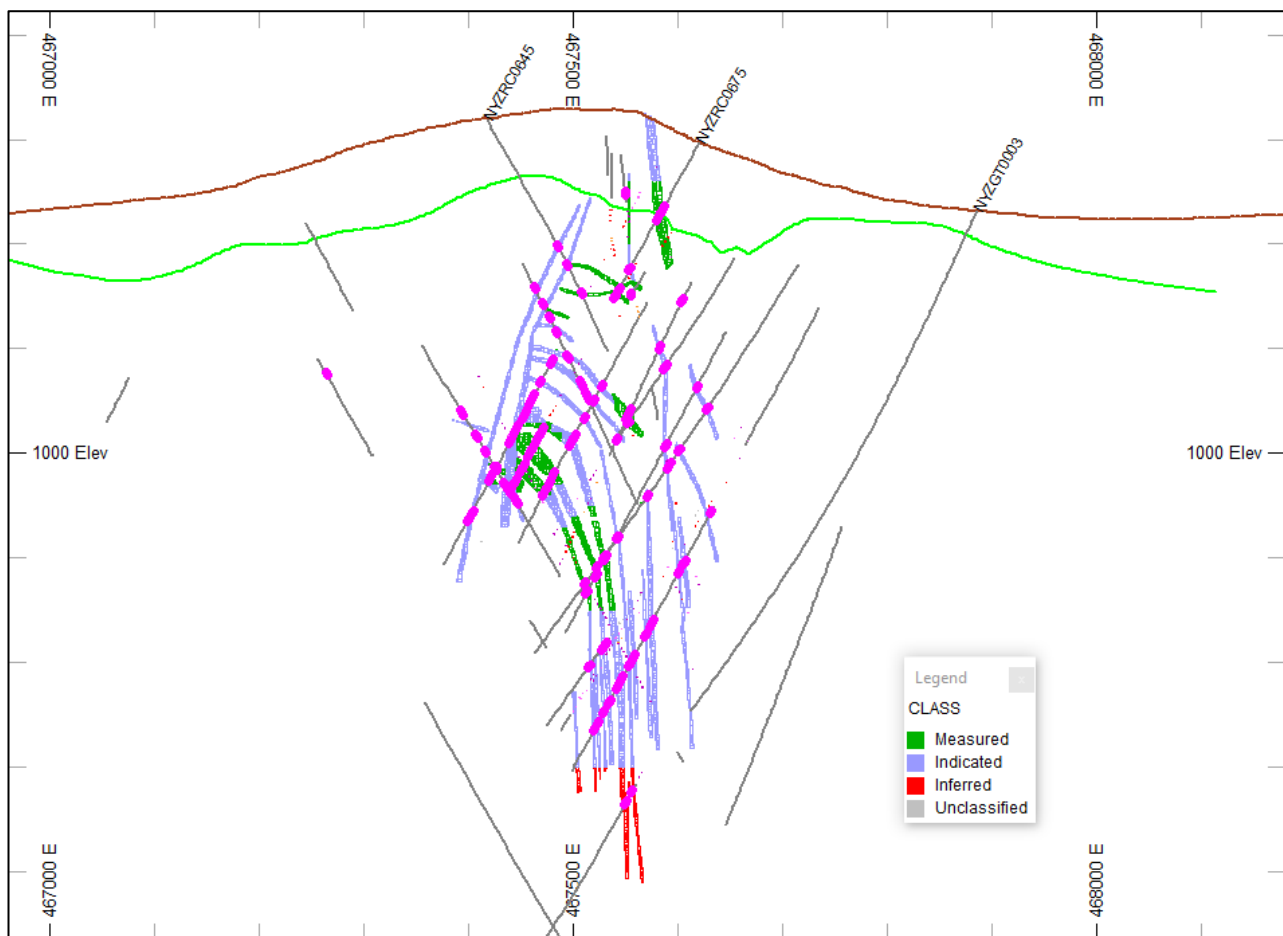 467000 E
467500 E
468000 E
NYZRC0645
NYZRC0675
NYZGT0003
1000 Elev
1000 Elev
Legend
CLASS
Measured
Indicated
Inferred
Unclassified
467000 E
467500 E
468000 E